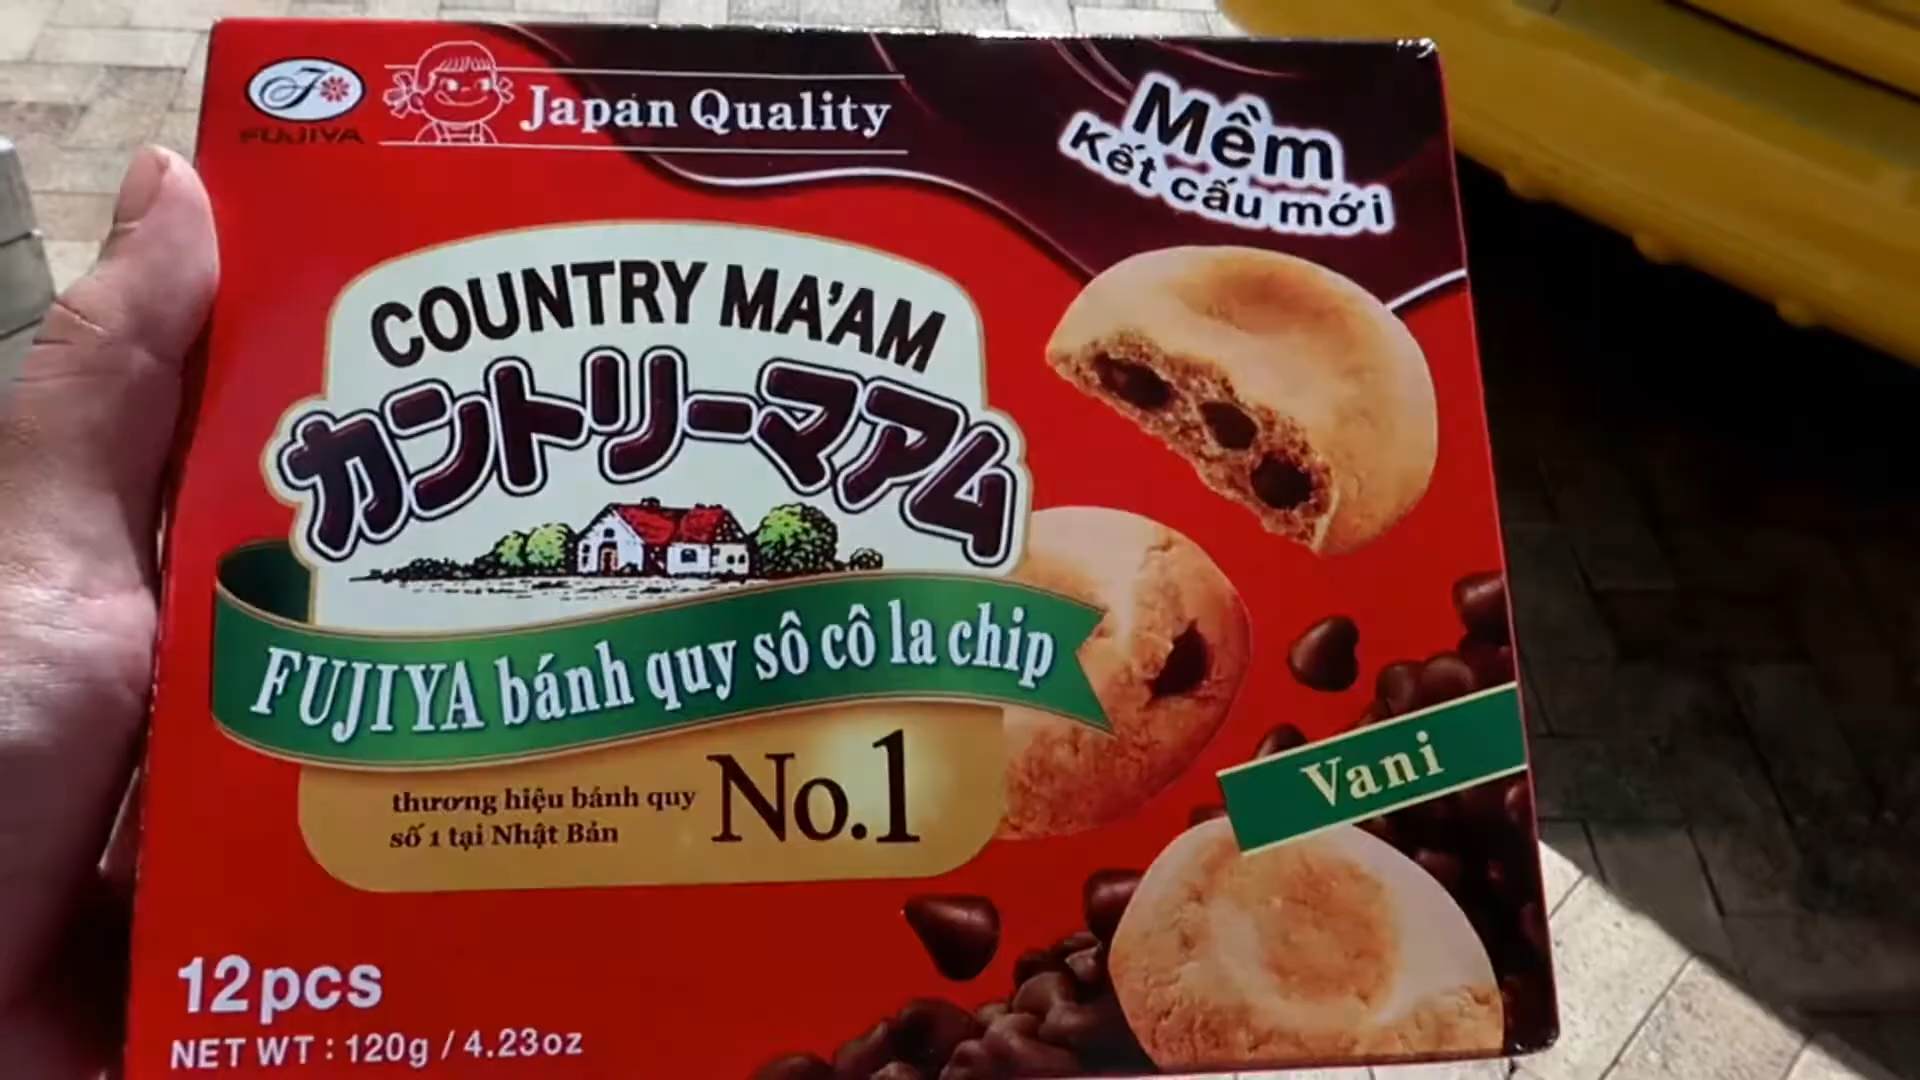 FUJIYA
Japan Quality
Mềm
Kết cấu mới
COUNTRY MA'AM
カントリーマアム
FUJIYA bánh quy sô cô la chip
thương hiệu bánh quy
số 1 tại Nhật Bản
No.1
Vani
12pcs
NET WT : 120g / 4.23oz